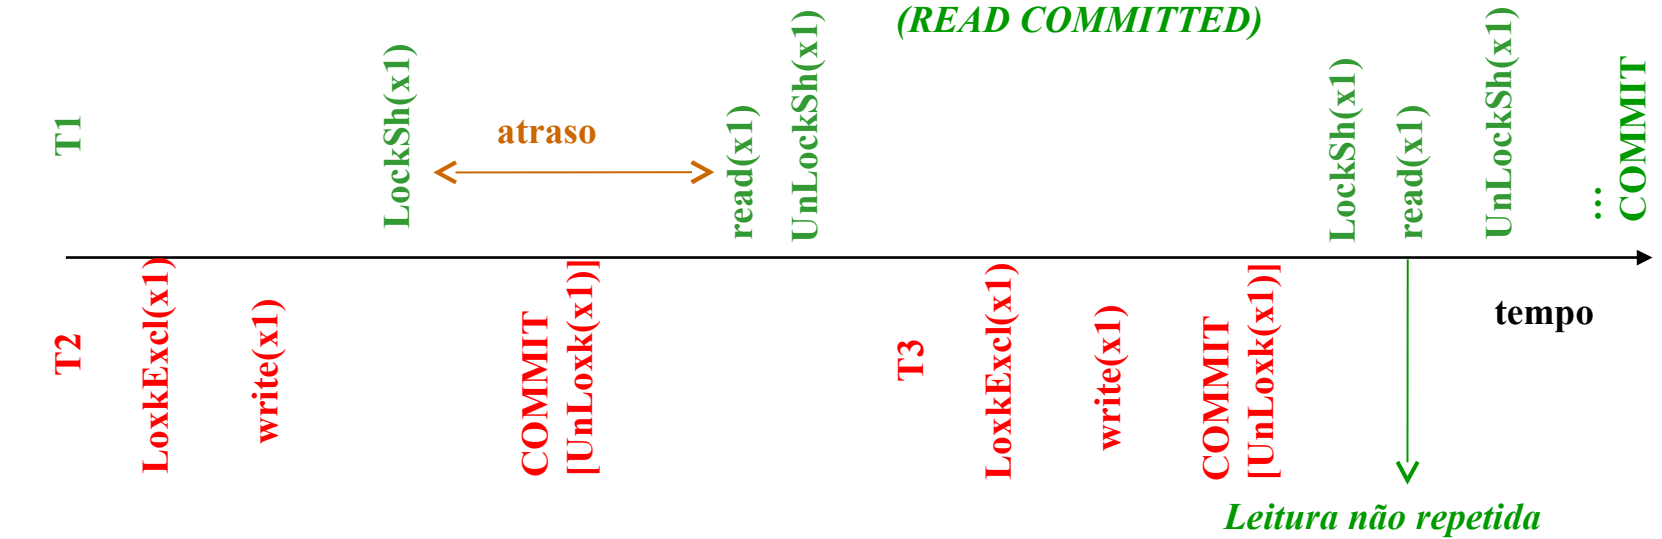 (READ COMMITTED)
T1
LockSh(x1)
atraso
read(x1)
UnLockSh(x1)
LockSh(x1)
read(x1)
UnLockSh(x1)
...
COMMIT
T2
LoxkExcl(x1)
write(x1)
COMMIT
[UnLoxk(x1)]
T3
LoxkExcl(x1)
write(x1)
COMMIT
[UnLoxk(x1)]
tempo
Leitura não repetida